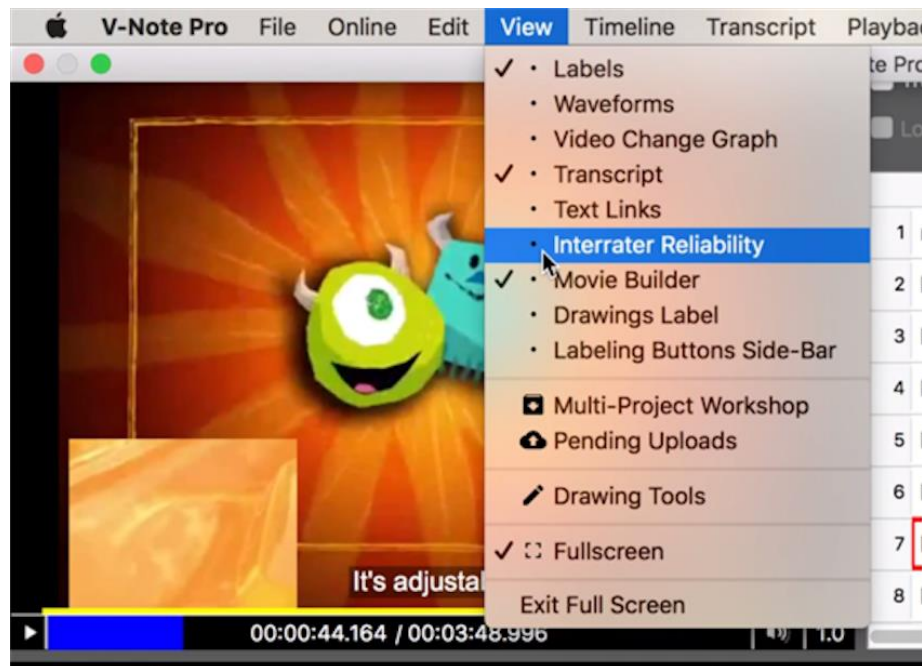 V-Note Pro File Online Edit View Timeline Transcript
Labels
Waveforms
Video Change Graph
Transcript
Text Links
Interrater Reliability
Movie Builder
Drawings Label
Labeling Buttons Side-Bar
Multi-Project Workshop
Pending Uploads
Drawing Tools
Fullscreen
Exit Full Screen
1
2
3
4
5
6
7
8
It's
00:00:44.164 / 00:03:48.996
1.0